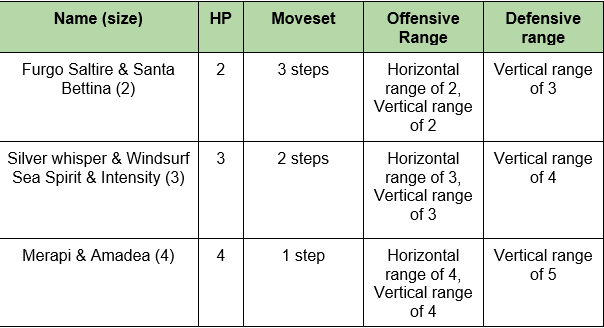 Name (size) HP Moveset Offensive Range Defensive range
Furgo Saltire & Santa Bettina (2) 2 3 steps Horizontal range of 2, Vertical range of 2 Vertical range of 3
Silver whisper & Windsurf Sea Spirit & Intensity (3) 3 2 steps Horizontal range of 3, Vertical range of 3 Vertical range of 4
Merapi & Amadea (4) 4 1 step Horizontal range of 4, Vertical range of 4 Vertical range of 5